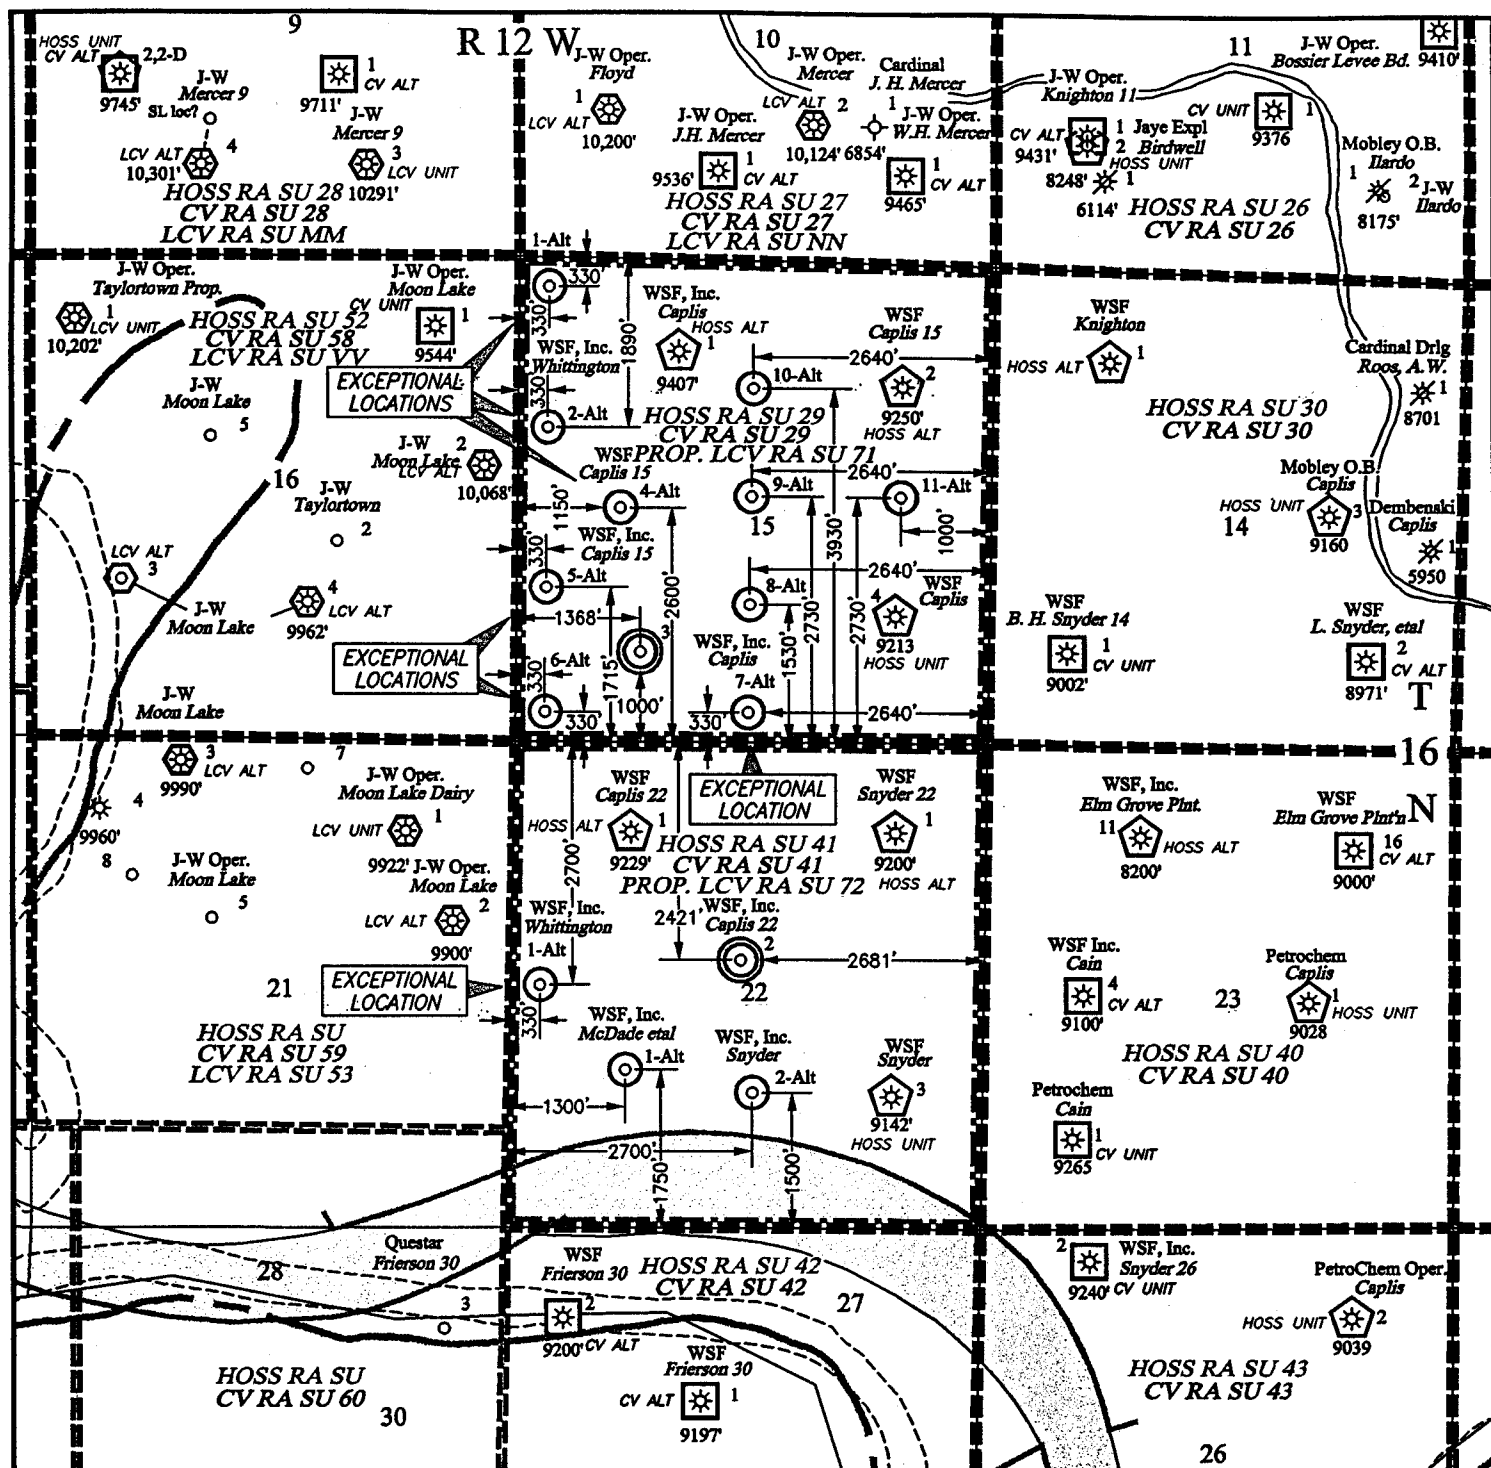 9
R 12 W
10
11
HOSS UNIT
CV ALT
2,2-D
9745'
J-W
Mercer 9
SL loc?
1
CV ALT
9711'
J-W
Mercer 9
LCV ALT
4
10,301'
3
LCV UNIT
10291'
HOSS RA SU 28
CV RA SU 28
LCV RA SU MM
J-W Oper.
Floyd
1
LCV ALT
10,200'
J-W Oper.
Mercer
LCV ALT
2
10,124'
Cardinal
J. H. Mercer
1
6854'
J-W Oper.
J.H. Mercer
1
9536'
CV ALT
J-W Oper.
W.H. Mercer
1
CV ALT
9465'
HOSS RA SU 27
CV RA SU 27
LCV RA SU NN
J-W Oper.
Knighton 11
CV ALT
1
9431'
2
HOSS UNIT
8248'
Jaye Expl
Birdwell
1
6114'
CV UNIT
1
9376
J-W Oper.
Bossier Levee Bd.
9410'
Mobley O.B.
Ilardo
1
8175'
2
J-W
Ilardo
HOSS RA SU 26
CV RA SU 26
J-W Oper.
Taylortown Prop.
1
LCV UNIT
10,202'
J-W Oper.
Moon Lake
CV UNIT
1
9544'
HOSS RA SU 52
CV RA SU 58
LCV RA SU VV
J-W
Moon Lake
5
EXCEPTIONAL
LOCATIONS
J-W
Moon Lake
2
LCV ALT
10,068'
16
J-W
Taylortown
2
LCV ALT
3
J-W
Moon Lake
4
LCV ALT
9962'
EXCEPTIONAL
LOCATIONS
J-W
Moon Lake
1-Alt
330'
330'
1890'
WSF, Inc.
Whittington
330'
2-Alt
WSF, Inc.
Caplis
HOSS ALT
1
9407'
WSF
Caplis 15
2640'
10-Alt
2
9250'
HOSS ALT
HOSS RA SU 29
CV RA SU 29
PROP. LCV RA SU 71
WSF
Caplis 15
4-Alt
1150'
2640'
9-Alt
11-Alt
15
1000'
3930'
WSF, Inc.
Caplis 15
330'
5-Alt
2600'
1368'
3
2640'
8-Alt
2730'
2730'
WSF
Caplis
4
9213
HOSS UNIT
6-Alt
330'
1715'
1000'
330'
WSF, Inc.
Caplis
1530'
7-Alt
330'
2640'
WSF
Knighton
HOSS ALT
1
HOSS RA SU 30
CV RA SU 30
Cardinal Drlg
Roos, A.W.
1
8701
Mobley O.B.
Caplis
HOSS UNIT
3
9160
14
Dembenski
Caplis
1
5950
WSF
B. H. Snyder 14
1
CV UNIT
9002'
WSF
L. Snyder, etal
2
CV ALT
8971'
T
16
N
3
LCV ALT
9990'
7
4
9960'
8
J-W Oper.
Moon Lake Dairy
LCV UNIT
1
9922'
J-W Oper.
Moon Lake
5
J-W Oper.
Moon Lake
LCV ALT
2
9900'
21
EXCEPTIONAL
LOCATION
HOSS RA SU
CV RA SU 59
LCV RA SU 53
2700'
WSF
Caplis 22
HOSS ALT
1
9229'
EXCEPTIONAL
LOCATION
WSF
Snyder 22
1
9200'
HOSS ALT
HOSS RA SU 41
CV RA SU 41
PROP. LCV RA SU 72
WSF, Inc.
Whittington
1-Alt
330'
2421'
WSF, Inc.
Caplis 22
2
2681'
22
WSF, Inc.
McDade etal
1-Alt
1300'
WSF, Inc.
Snyder
2-Alt
WSF
Snyder
3
9142'
HOSS UNIT
2700'
1750'
1500'
WSF, Inc.
Elm Grove Plnt.
11
HOSS ALT
8200'
WSF
Elm Grove Plnt'n
16
CV ALT
9000'
WSF Inc.
Cain
4
CV ALT
9100'
23
Petrochem
Caplis
1
HOSS UNIT
9028
HOSS RA SU 40
CV RA SU 40
Petrochem
Cain
1
CV UNIT
9265
28
Questar
Frierson 30
3
HOSS RA SU
CV RA SU 60
30
WSF
Frierson 30
2
9200'
CV ALT
HOSS RA SU 42
CV RA SU 42
27
WSF
Frierson 30
CV ALT
1
9197'
2
WSF, Inc.
Snyder 26
CV UNIT
9240'
PetroChem Oper.
Caplis
HOSS UNIT
2
9039
HOSS RA SU 43
CV RA SU 43
26